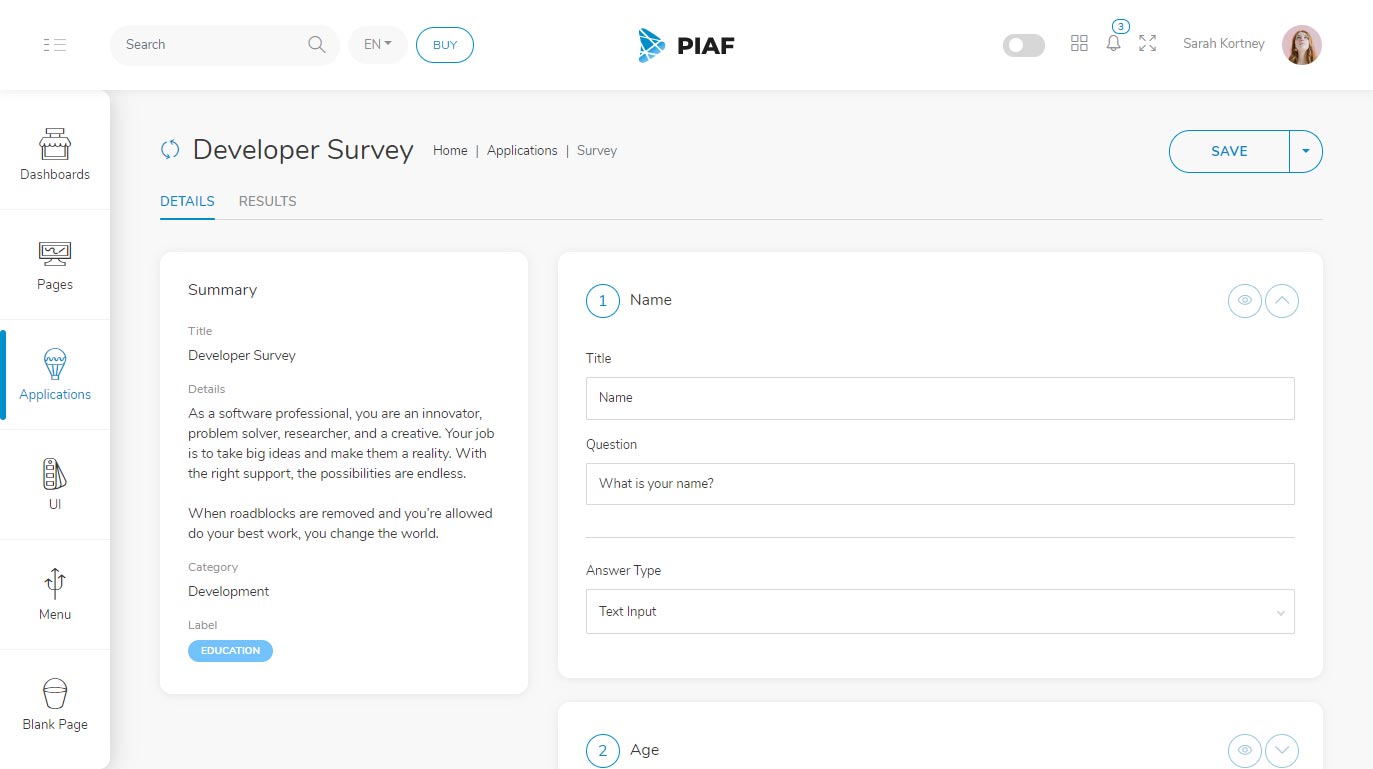 Search
EN
BUY
PIAF
3
Sarah Kortney
Dashboards
Pages
Applications
UI
Menu
Blank Page
Developer Survey
Home | Applications | Survey
SAVE
DETAILS
RESULTS
Summary
Title
Developer Survey
Details
As a software professional, you are an innovator,
problem solver, researcher, and a creative. Your job
is to take big ideas and make them a reality. With
the right support, the possibilities are endless.
When roadblocks are removed and you're allowed
do your best work, you change the world.
Category
Development
Label
EDUCATION
1 Name
Title
Name
Question
What is your name?
Answer Type
Text Input
2 Age